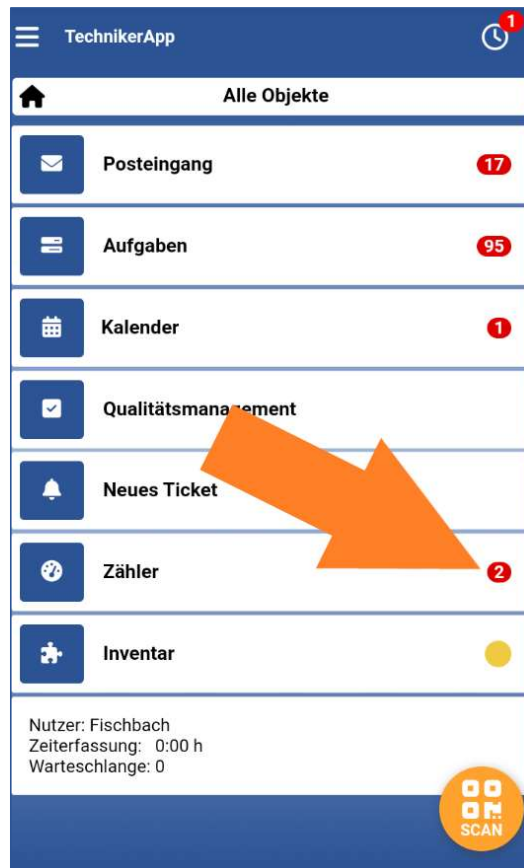 TechnikerApp
1
Alle Objekte
Posteingang
17
Aufgaben
95
Kalender
1
Qualitätsmanagement
Neues Ticket
Zähler
2
Inventar
Nutzer: Fischbach
Zeiterfassung: 0:00 h
Warteschlange: 0
SCAN